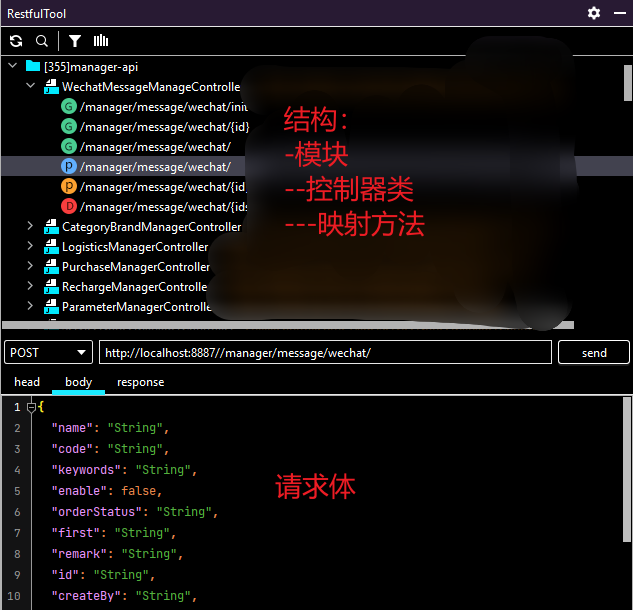 RestfulTool
[355]manager-api
WechatMessageManageController
G /manager/message/wechat/init
G /manager/message/wechat/{id}
G /manager/message/wechat/
P /manager/message/wechat/
P /manager/message/wechat/{id
D /manager/message/wechat/{ids
CategoryBrandManagerController
LogisticsManagerController
PurchaseManagerController
RechargeManagerController
ParameterManagerController
结构:
-模块
--控制器类
---映射方法
POST
http://localhost:8887//manager/message/wechat/
send
head body response
1 {
2 "name": "String",
3 "code": "String",
4 "keywords": "String",
5 "enable": false,
6 "orderStatus": "String",
7 "first": "String",
8 "remark": "String",
9 "id": "String",
10 "createBy": "String",
请求体